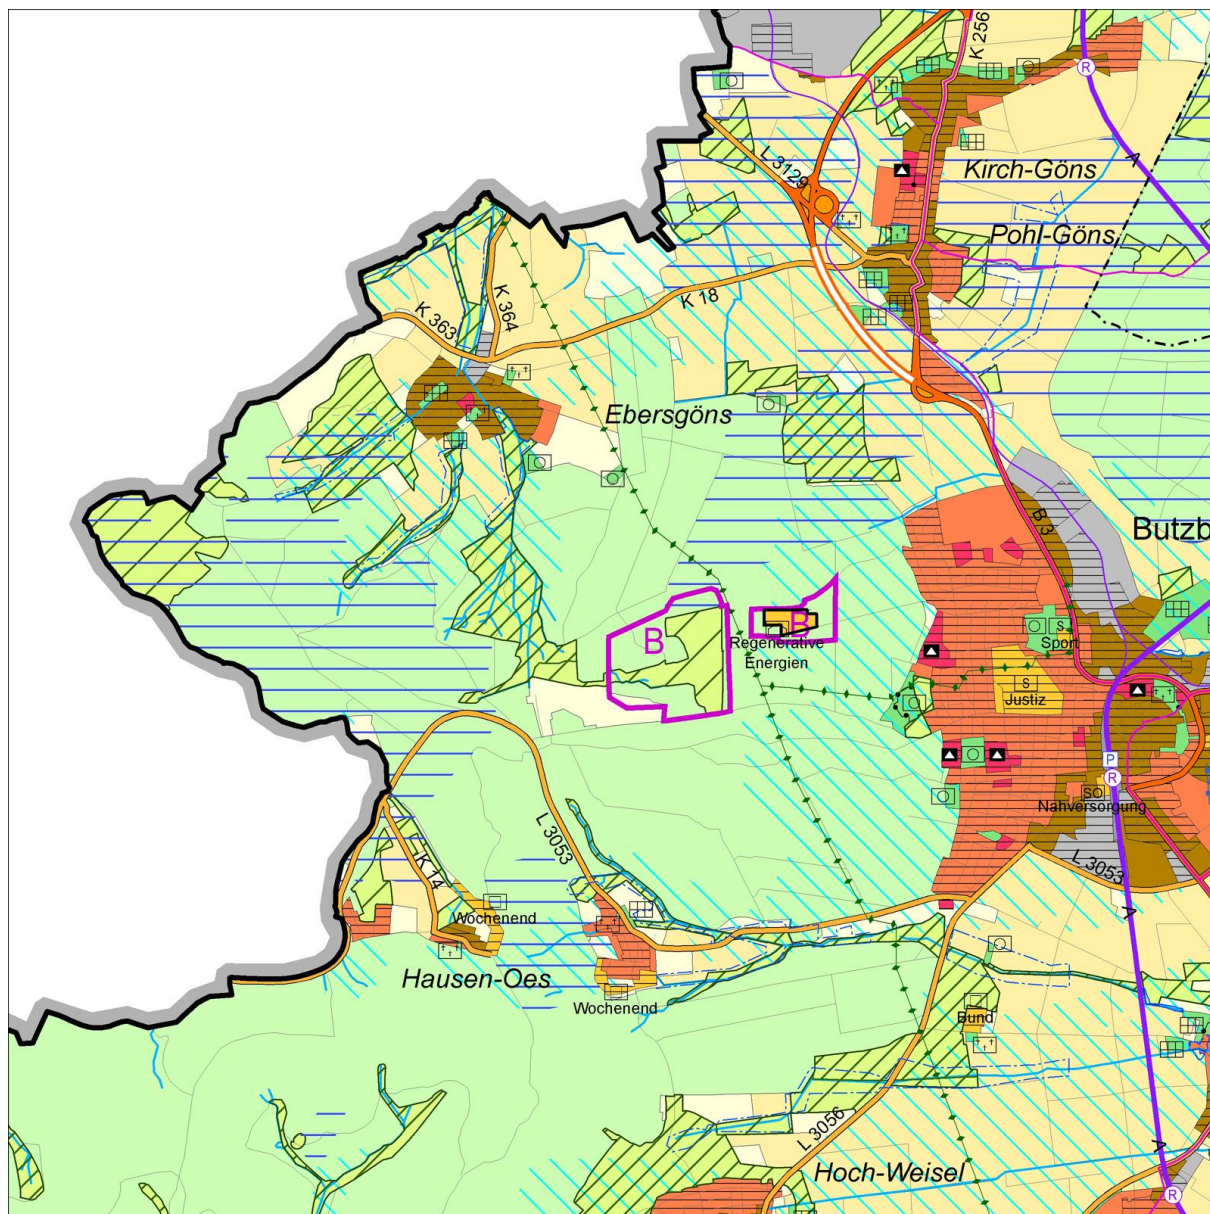 K 256
R
A
L 3129
Kirch-Göns
Pohl-Göns
K 364
K 18
K 363
Ebersgöns
B 3
Butzb
B
B
Regenerative
Energien
S
Sport
S
Justiz
P
R
SO
Nahversorgung
L 3053
L 3053
K 14
Wochenend
A
Hausen-Oes
Wochenend
Bund
L 3056
A
Hoch-Weisel
R